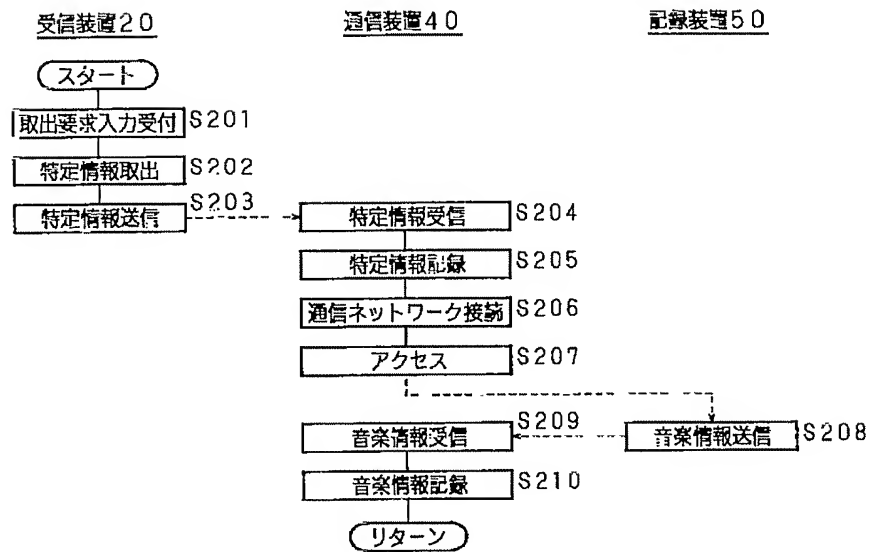 受信装置20 通信装置40 記録装置50
スタート
取出要求入力受付 S201
特定情報取出 S202
特定情報送信 S203
特定情報受信 S204
特定情報記録 S205
通信ネットワーク接続 S206
アクセス S207
音楽情報受信 S209
音楽情報送信 S208
音楽情報記録 S210
リターン